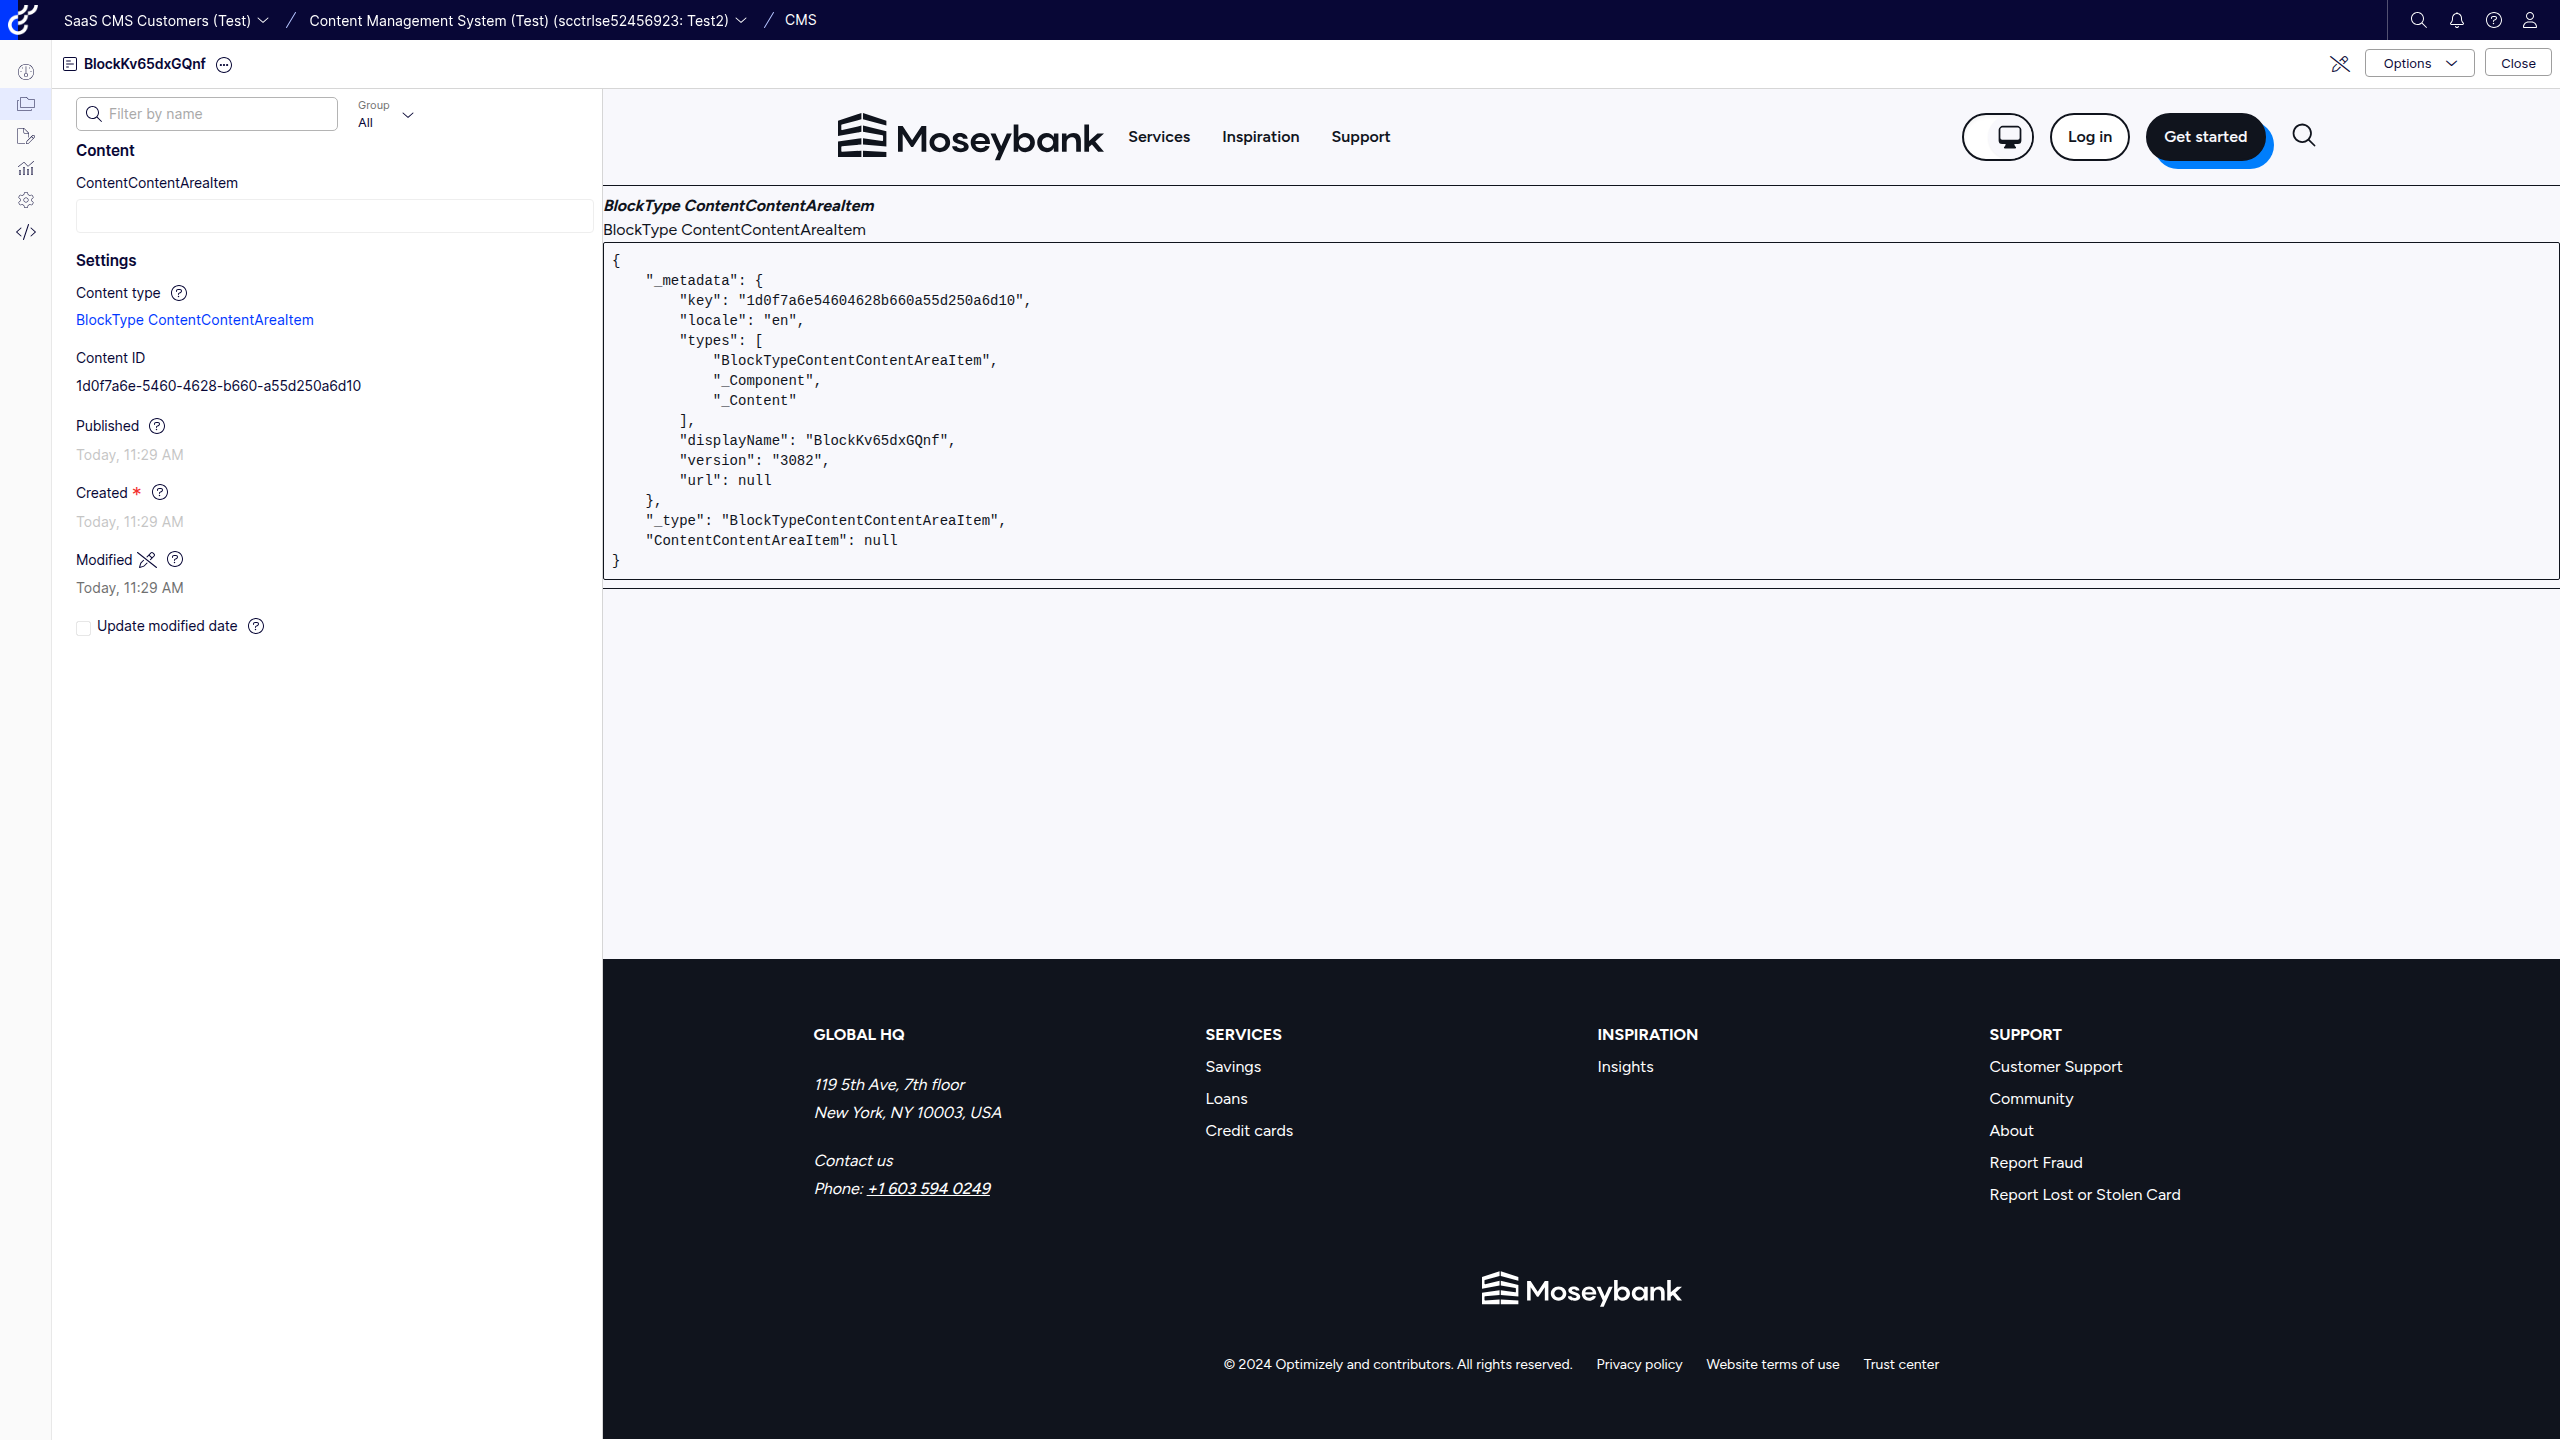 SaaS CMS Customers (Test) / Content Management System (Test) (scctrlse52456923: Test2) / CMS
BlockKv65dxGQnf
Options
Close
Filter by name
Group
All
Content
ContentContentAreaItem
Settings
Content type
BlockType ContentContentAreaItem
Content ID
1d0f7a6e-5460-4628-b660-a55d250a6d10
Published
Today, 11:29 AM
Created *
Today, 11:29 AM
Modified
Today, 11:29 AM
Update modified date
Moseybank
Services
Inspiration
Support
Log in
Get started
BlockType ContentContentAreaItem
BlockType ContentContentAreaItem
{
    "_metadata": {
        "key": "1d0f7a6e54604628b660a55d250a6d10",
        "locale": "en",
        "types": [
            "BlockTypeContentContentAreaItem",
            "_Component",
            "_Content"
        ],
        "displayName": "BlockKv65dxGQnf",
        "version": "3082",
        "url": null
    },
    "_type": "BlockTypeContentContentAreaItem",
    "ContentContentAreaItem": null
}
GLOBAL HQ
119 5th Ave, 7th floor
New York, NY 10003, USA
Contact us
Phone: +1 603 594 0249
SERVICES
Savings
Loans
Credit cards
INSPIRATION
Insights
SUPPORT
Customer Support
Community
About
Report Fraud
Report Lost or Stolen Card
Moseybank
© 2024 Optimizely and contributors. All rights reserved. Privacy policy Website terms of use Trust center